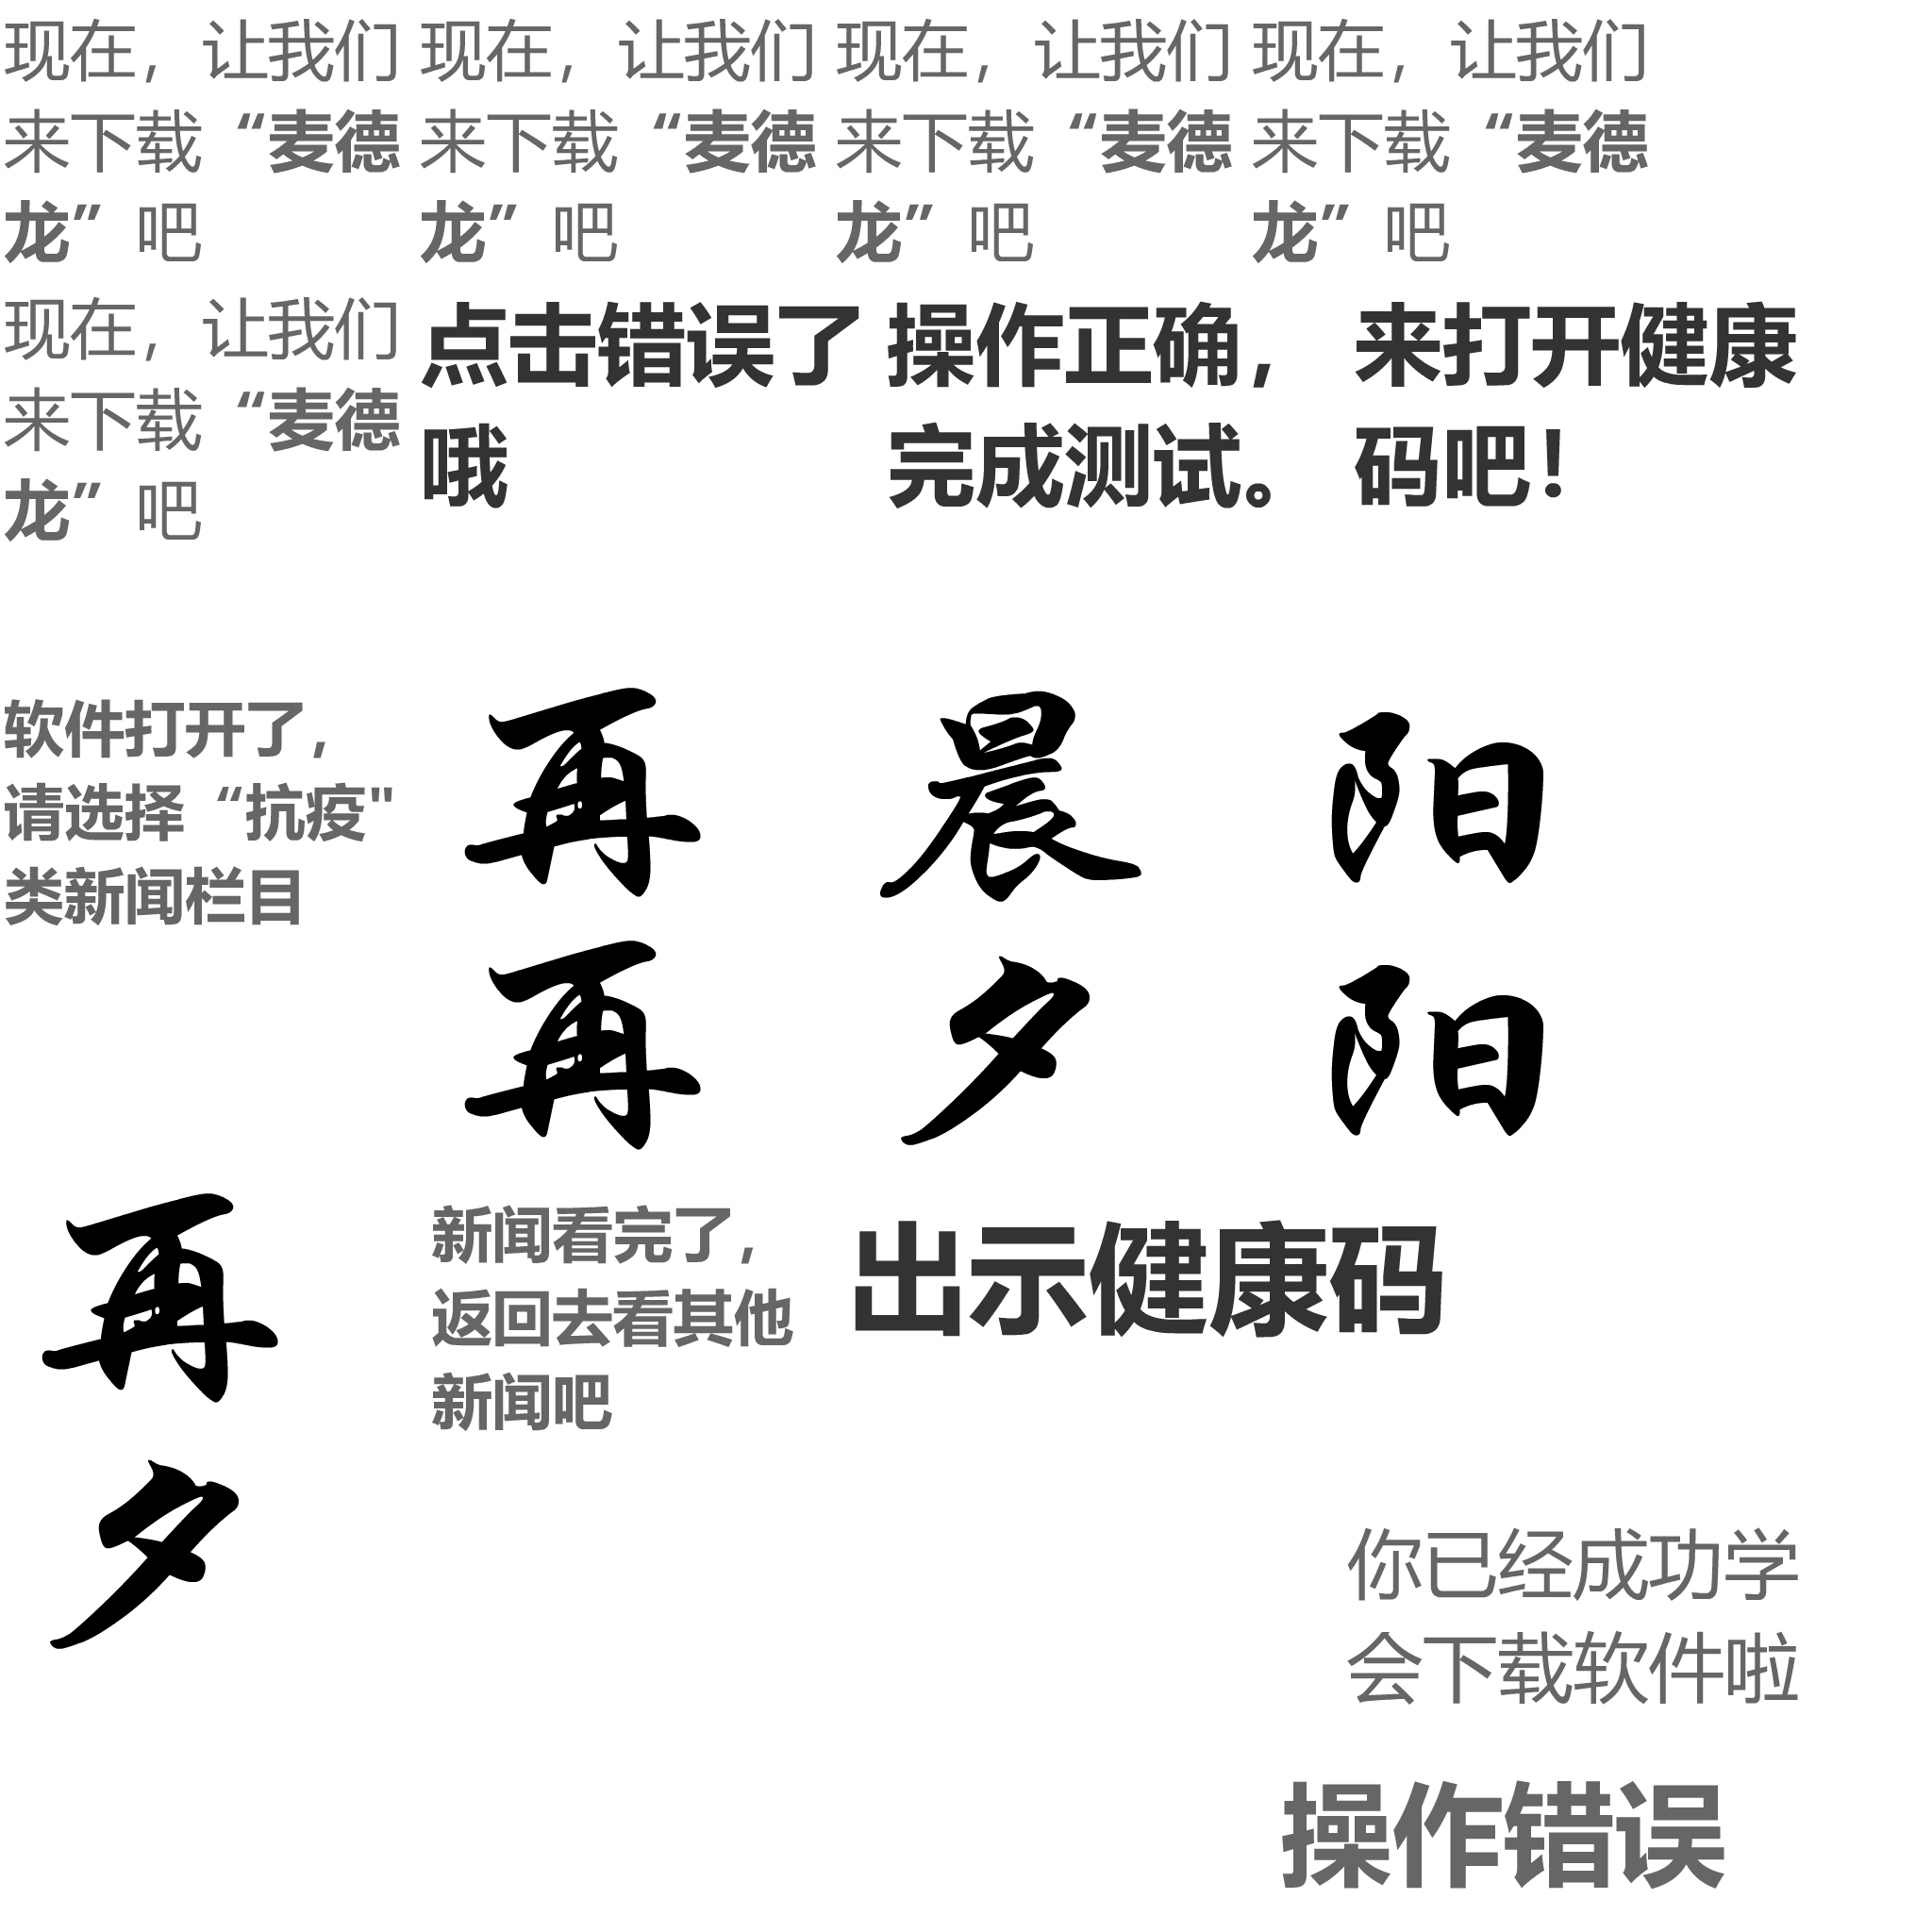 现在，让我们
来下载“麦德
龙”吧
现在，让我们
来下载“麦德
龙”吧
现在，让我们
来下载“麦德
龙”吧
现在，让我们
来下载“麦德
龙”吧
现在，让我们
来下载“麦德
龙”吧
点击错误了
哦
操作正确，
完成测试。
来打开健康
码吧！
软件打开了，
请选择“抗疫"
类新闻栏目
再
晨
阳
再
夕
阳
再
新闻看完了，
返回去看其他
新闻吧
出示健康码
夕
你已经成功学
会下载软件啦
操作错误